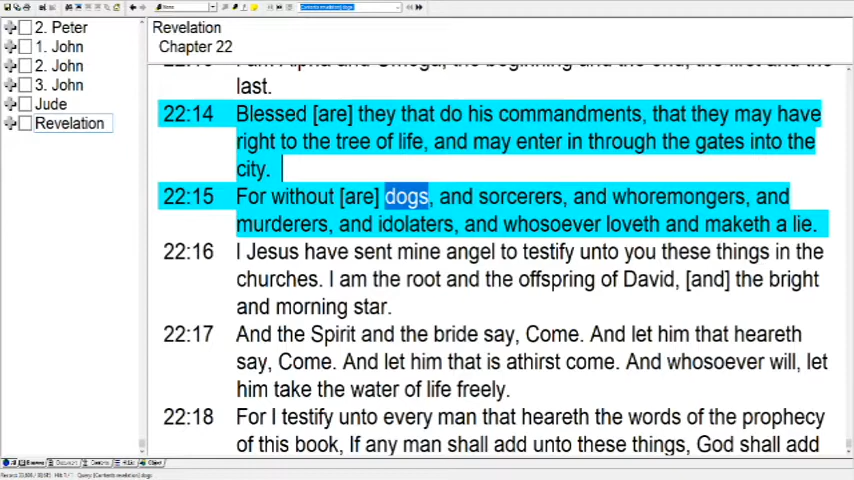 2. Peter
1. John
2. John
3. John
Jude
Revelation
Revelation
Chapter 22
last.
22:14 Blessed [are] they that do his commandments, that they may have
right to the tree of life, and may enter in through the gates into the
city.
22:15 For without [are] dogs, and sorcerers, and whoremongers, and
murderers, and idolaters, and whosoever loveth and maketh a lie.
22:16 I Jesus have sent mine angel to testify unto you these things in the
churches. I am the root and the offspring of David, [and] the bright
and morning star.
22:17 And the Spirit and the bride say, Come. And let him that heareth
say, Come. And let him that is athirst come. And whosoever will, let
him take the water of life freely.
22:18 For I testify unto every man that heareth the words of the prophecy
of this book, If any man shall add unto these things, God shall add